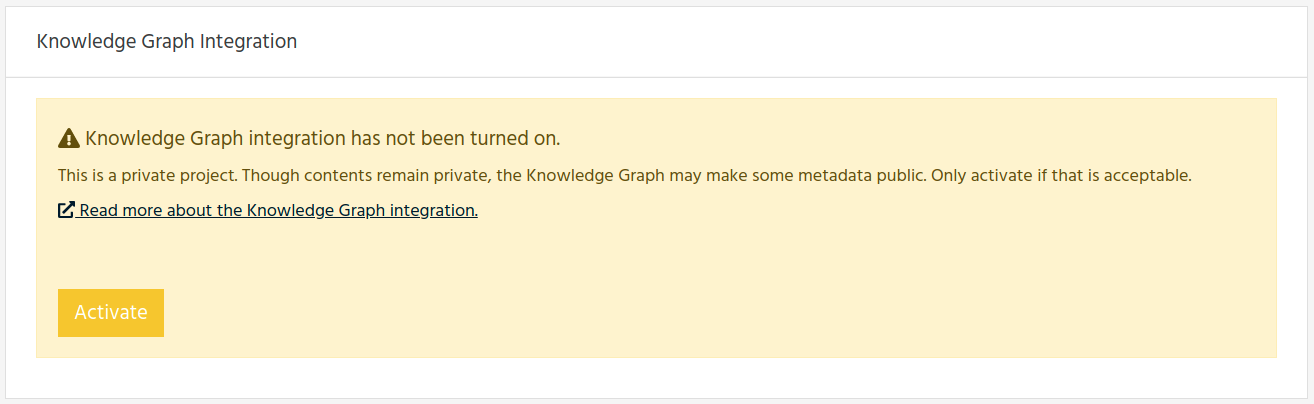 Knowledge Graph Integration
Knowledge Graph integration has not been turned on.
This is a private project. Though contents remain private, the Knowledge Graph may make some metadata public. Only activate if that is acceptable.
Read more about the Knowledge Graph integration.
Activate